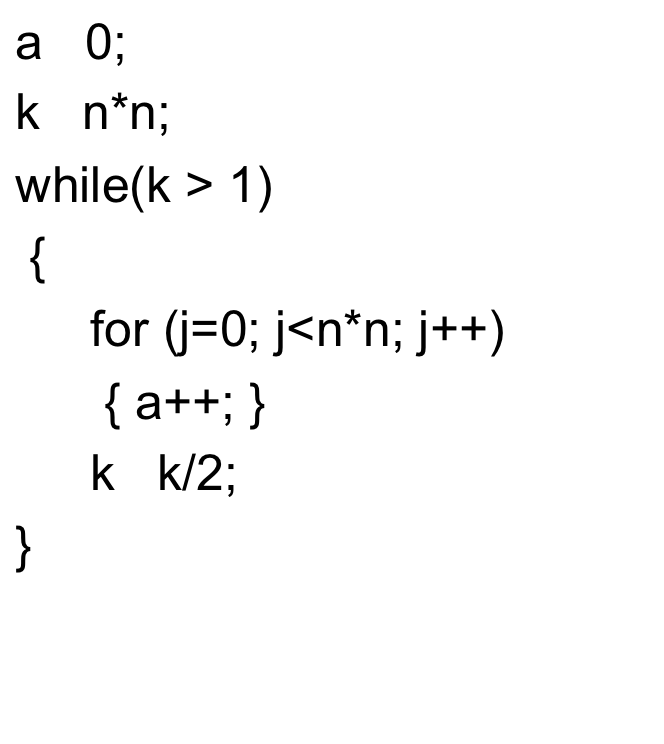 a 0;
k n*n;
while(k > 1)
{
for (j=0; j<n*n; j++)
{ a++; }
k k/2;
}